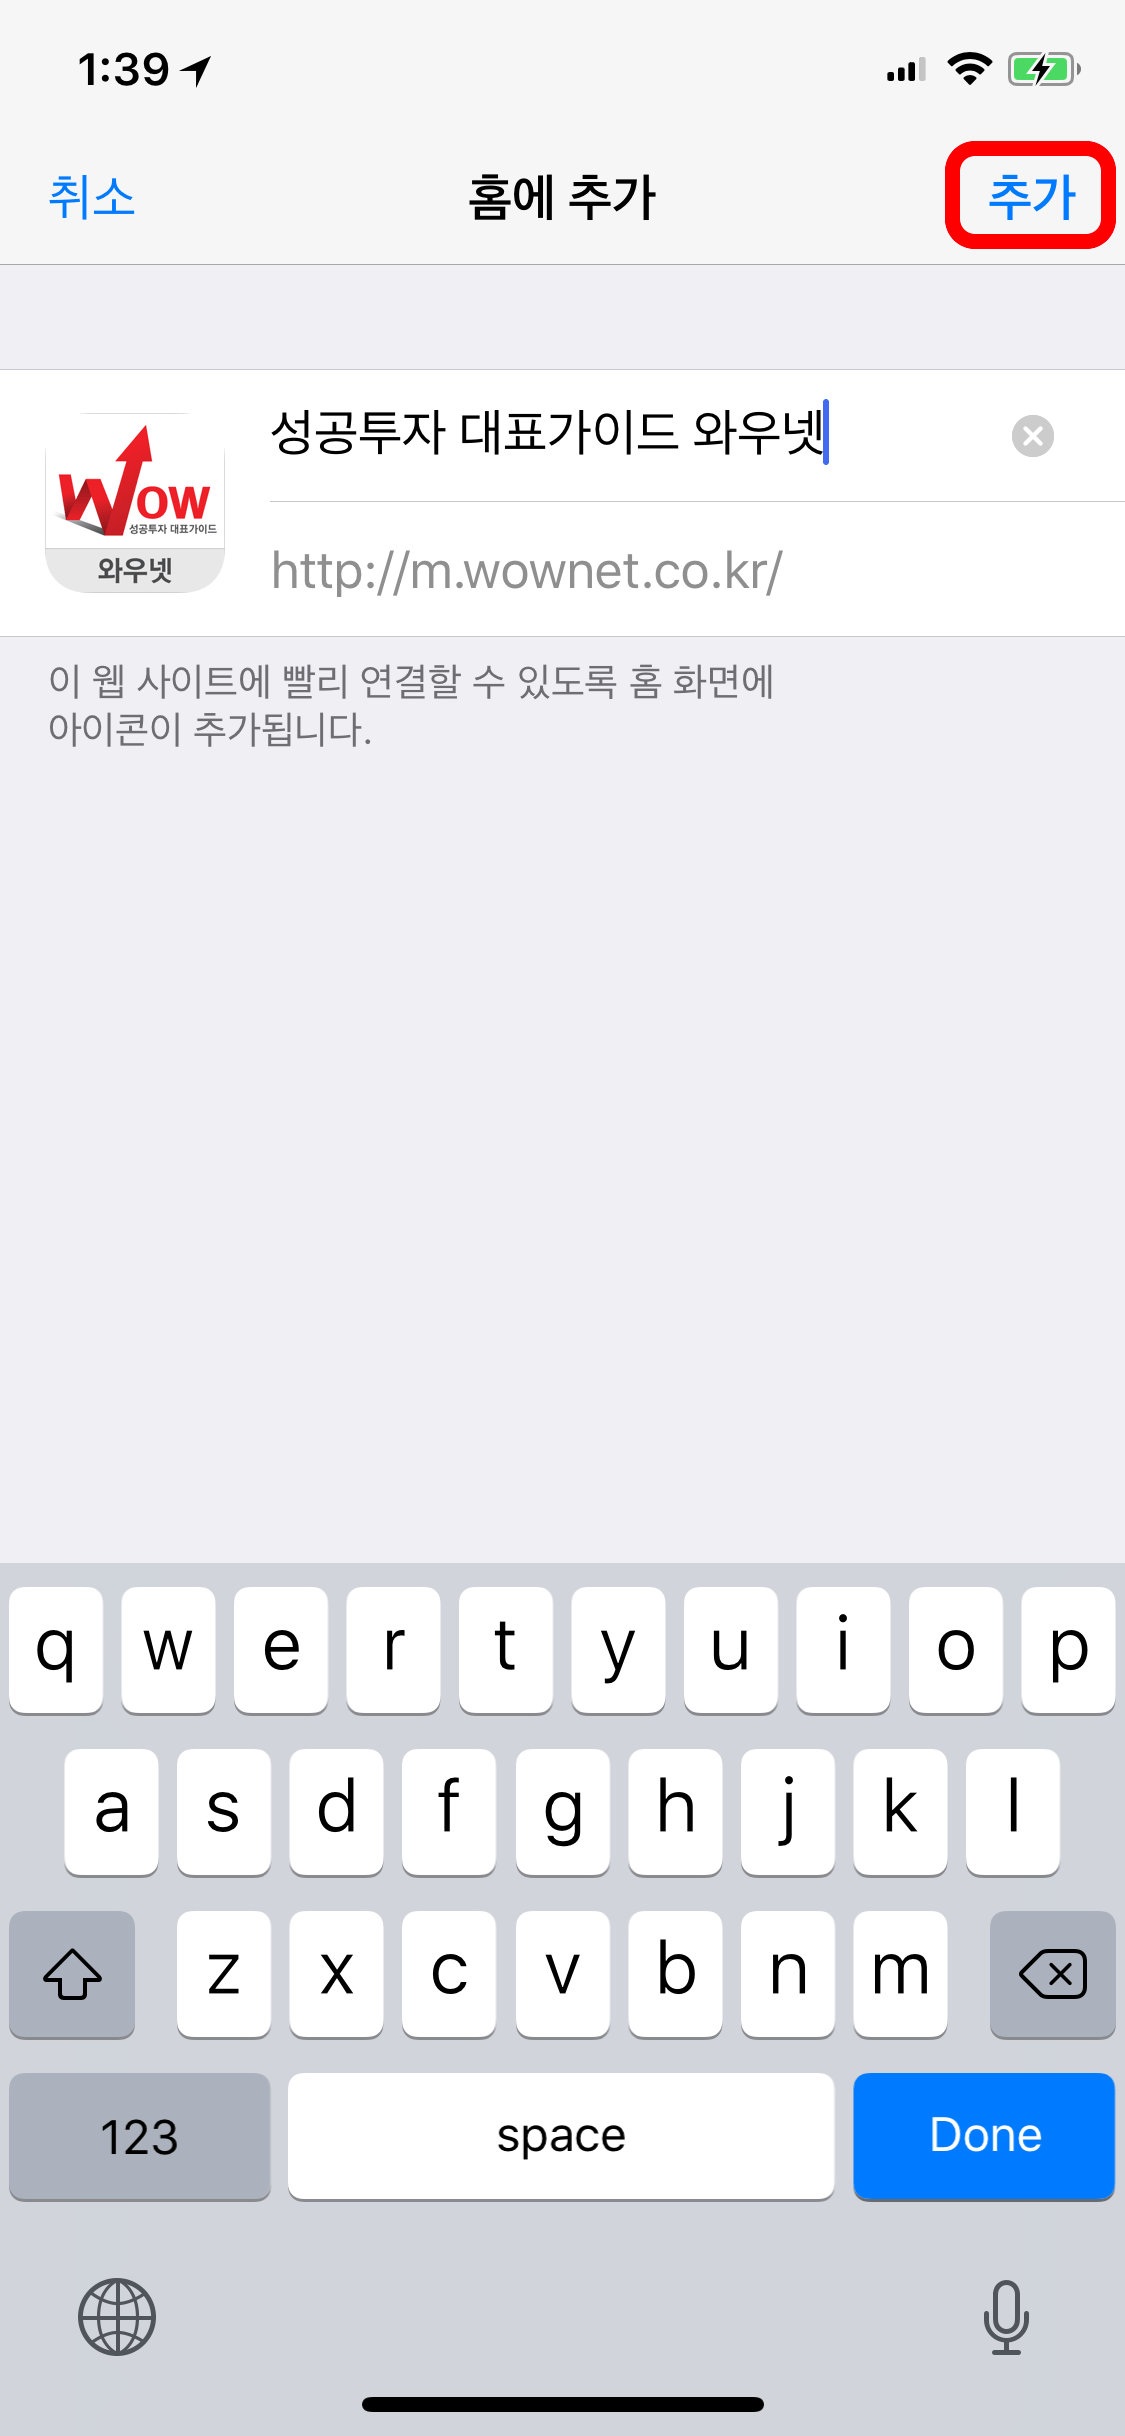 1:39
취소 홈에 추가 추가
성공투자 대표가이드 와우넷
WOW
성공투자 대표가이드
와우넷
http://m.wownet.co.kr/
이 웹 사이트에 빨리 연결할 수 있도록 홈 화면에
아이콘이 추가됩니다.
q w e r t y u i o p
a s d f g h j k l
z x c v b n m
123 space Done